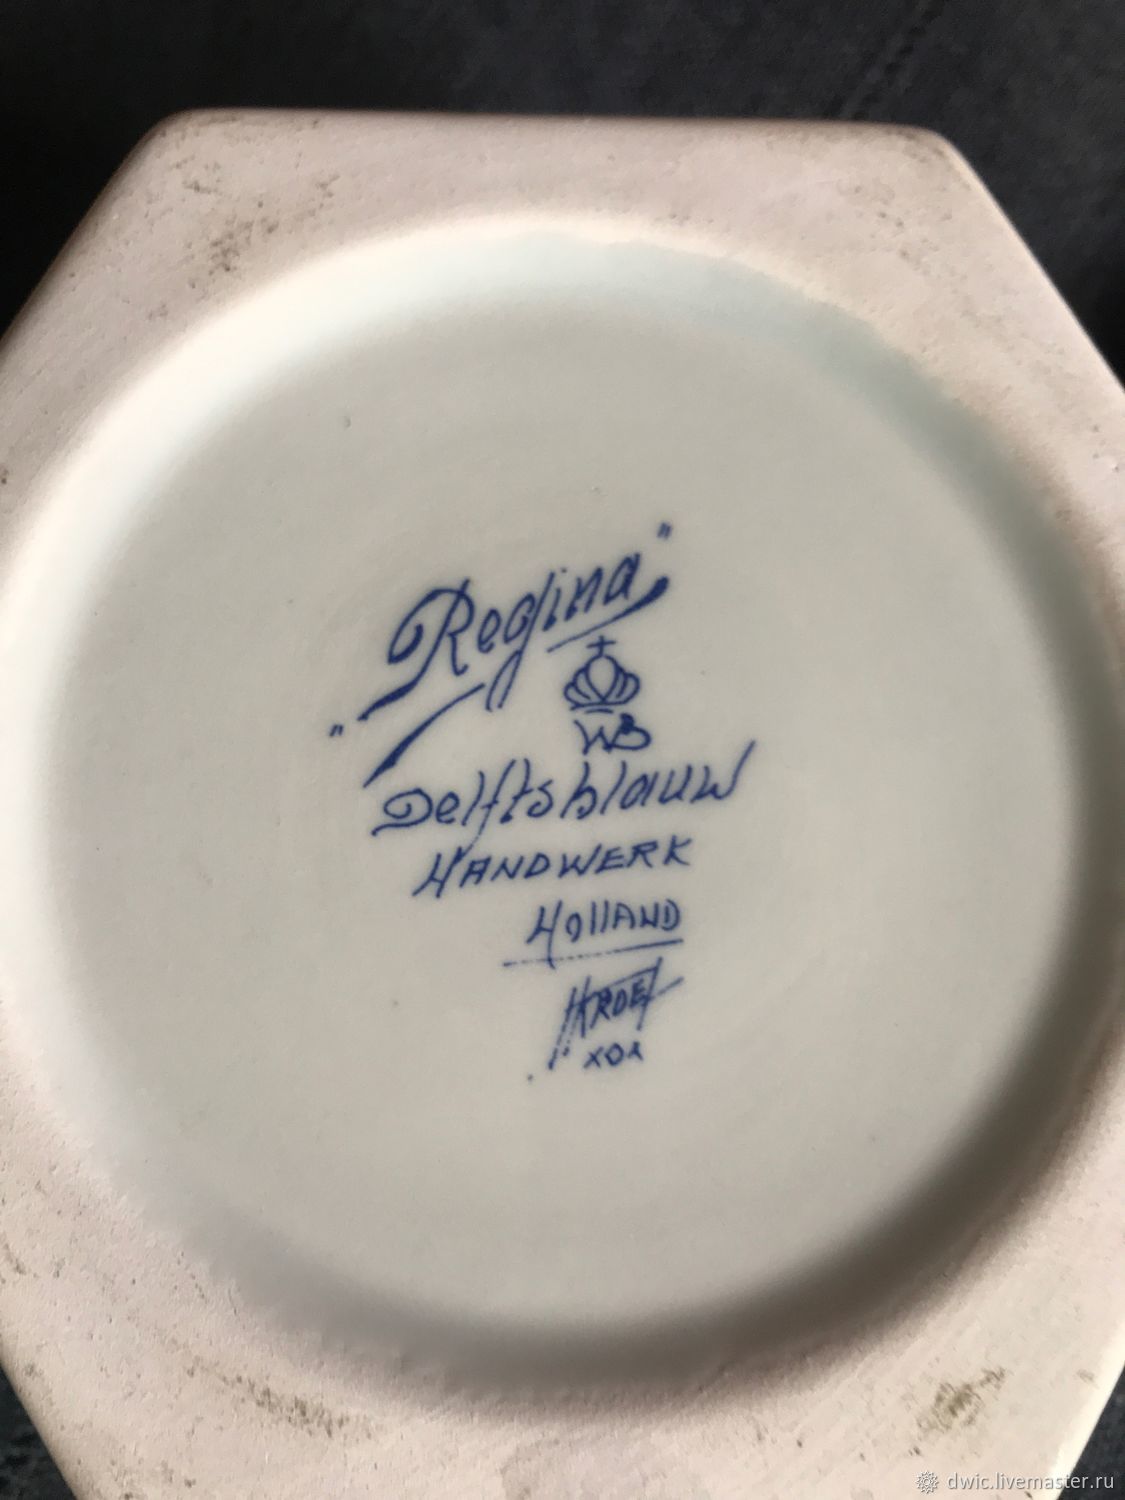 "Regina"
WB
Delftsblauw
HANDWERK
HOLLAND
dwic.livemaster.ru